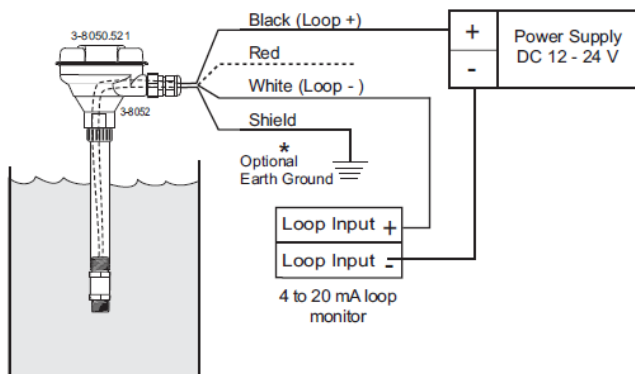 3-8050.521
3-8052
Black (Loop +)
Red
White (Loop - )
Shield
*
Optional
Earth Ground
+
-
Power Supply
DC 12 - 24 V
Loop Input +
Loop Input -
4 to 20 mA loop
monitor